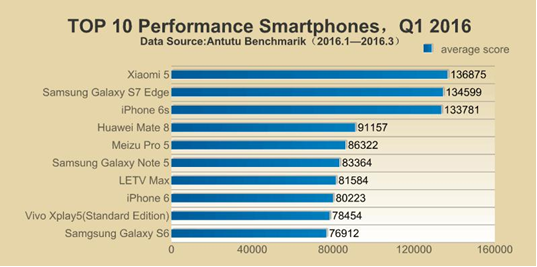 TOP 10 Performance Smartphones，Q1 2016
Data Source:Antutu Benchmarik（2016.1—2016.3）
average score
Xiaomi 5 136875
Samsung Galaxy S7 Edge 134599
iPhone 6s 133781
Huawei Mate 8 91157
Meizu Pro 5 86322
Samsung Galaxy Note 5 83364
LETV Max 81584
iPhone 6 80223
Vivo Xplay5(Standard Edition) 78454
Samgsung Galaxy S6 76912
0 40000 80000 120000 160000